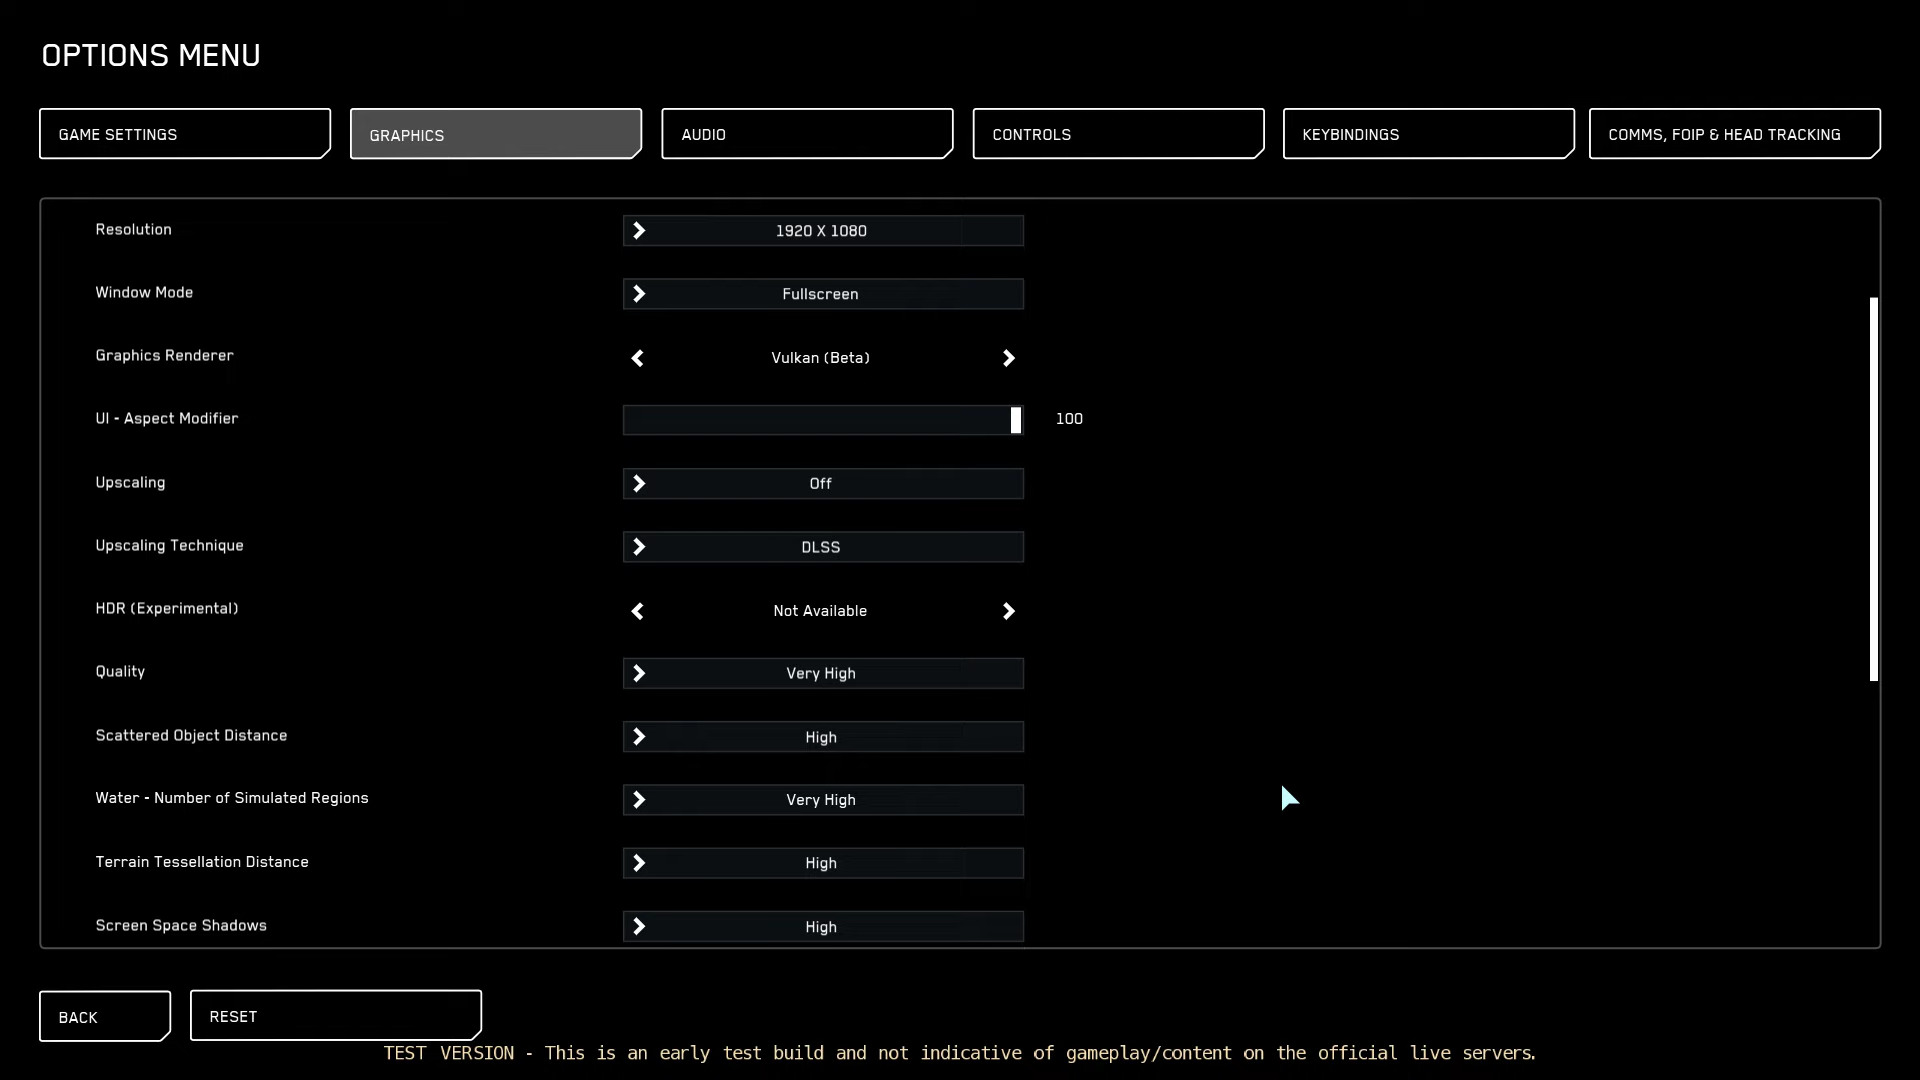 OPTIONS MENU
GAME SETTINGS
GRAPHICS
AUDIO
CONTROLS
KEYBINDINGS
COMMS, FOIP & HEAD TRACKING
Resolution
1920 X 1080
Window Mode
Fullscreen
Graphics Renderer
Vulkan (Beta)
UI - Aspect Modifier
100
Upscaling
Off
Upscaling Technique
DLSS
HDR (Experimental)
Not Available
Quality
Very High
Scattered Object Distance
High
Water - Number of Simulated Regions
Very High
Terrain Tessellation Distance
High
Screen Space Shadows
High
BACK
RESET
TEST VERSION - This is an early test build and not indicative of gameplay/content on the official live servers.